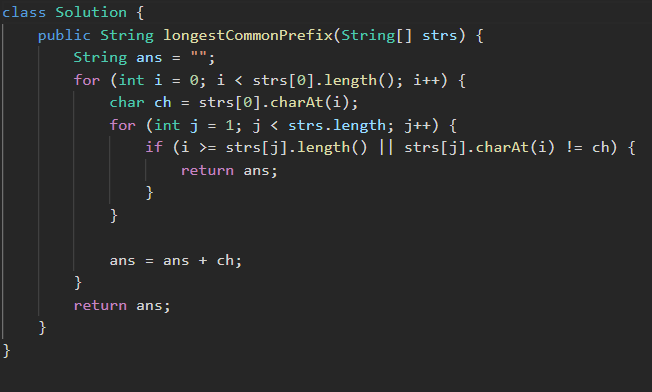 class Solution {
    public String longestCommonPrefix(String[] strs) {
        String ans = "";
        for (int i = 0; i < strs[0].length(); i++) {
            char ch = strs[0].charAt(i);
            for (int j = 1; j < strs.length; j++) {
                if (i >= strs[j].length() || strs[j].charAt(i) != ch) {
                    return ans;
                }
            }

            ans = ans + ch;
        }
        return ans;
    }
}